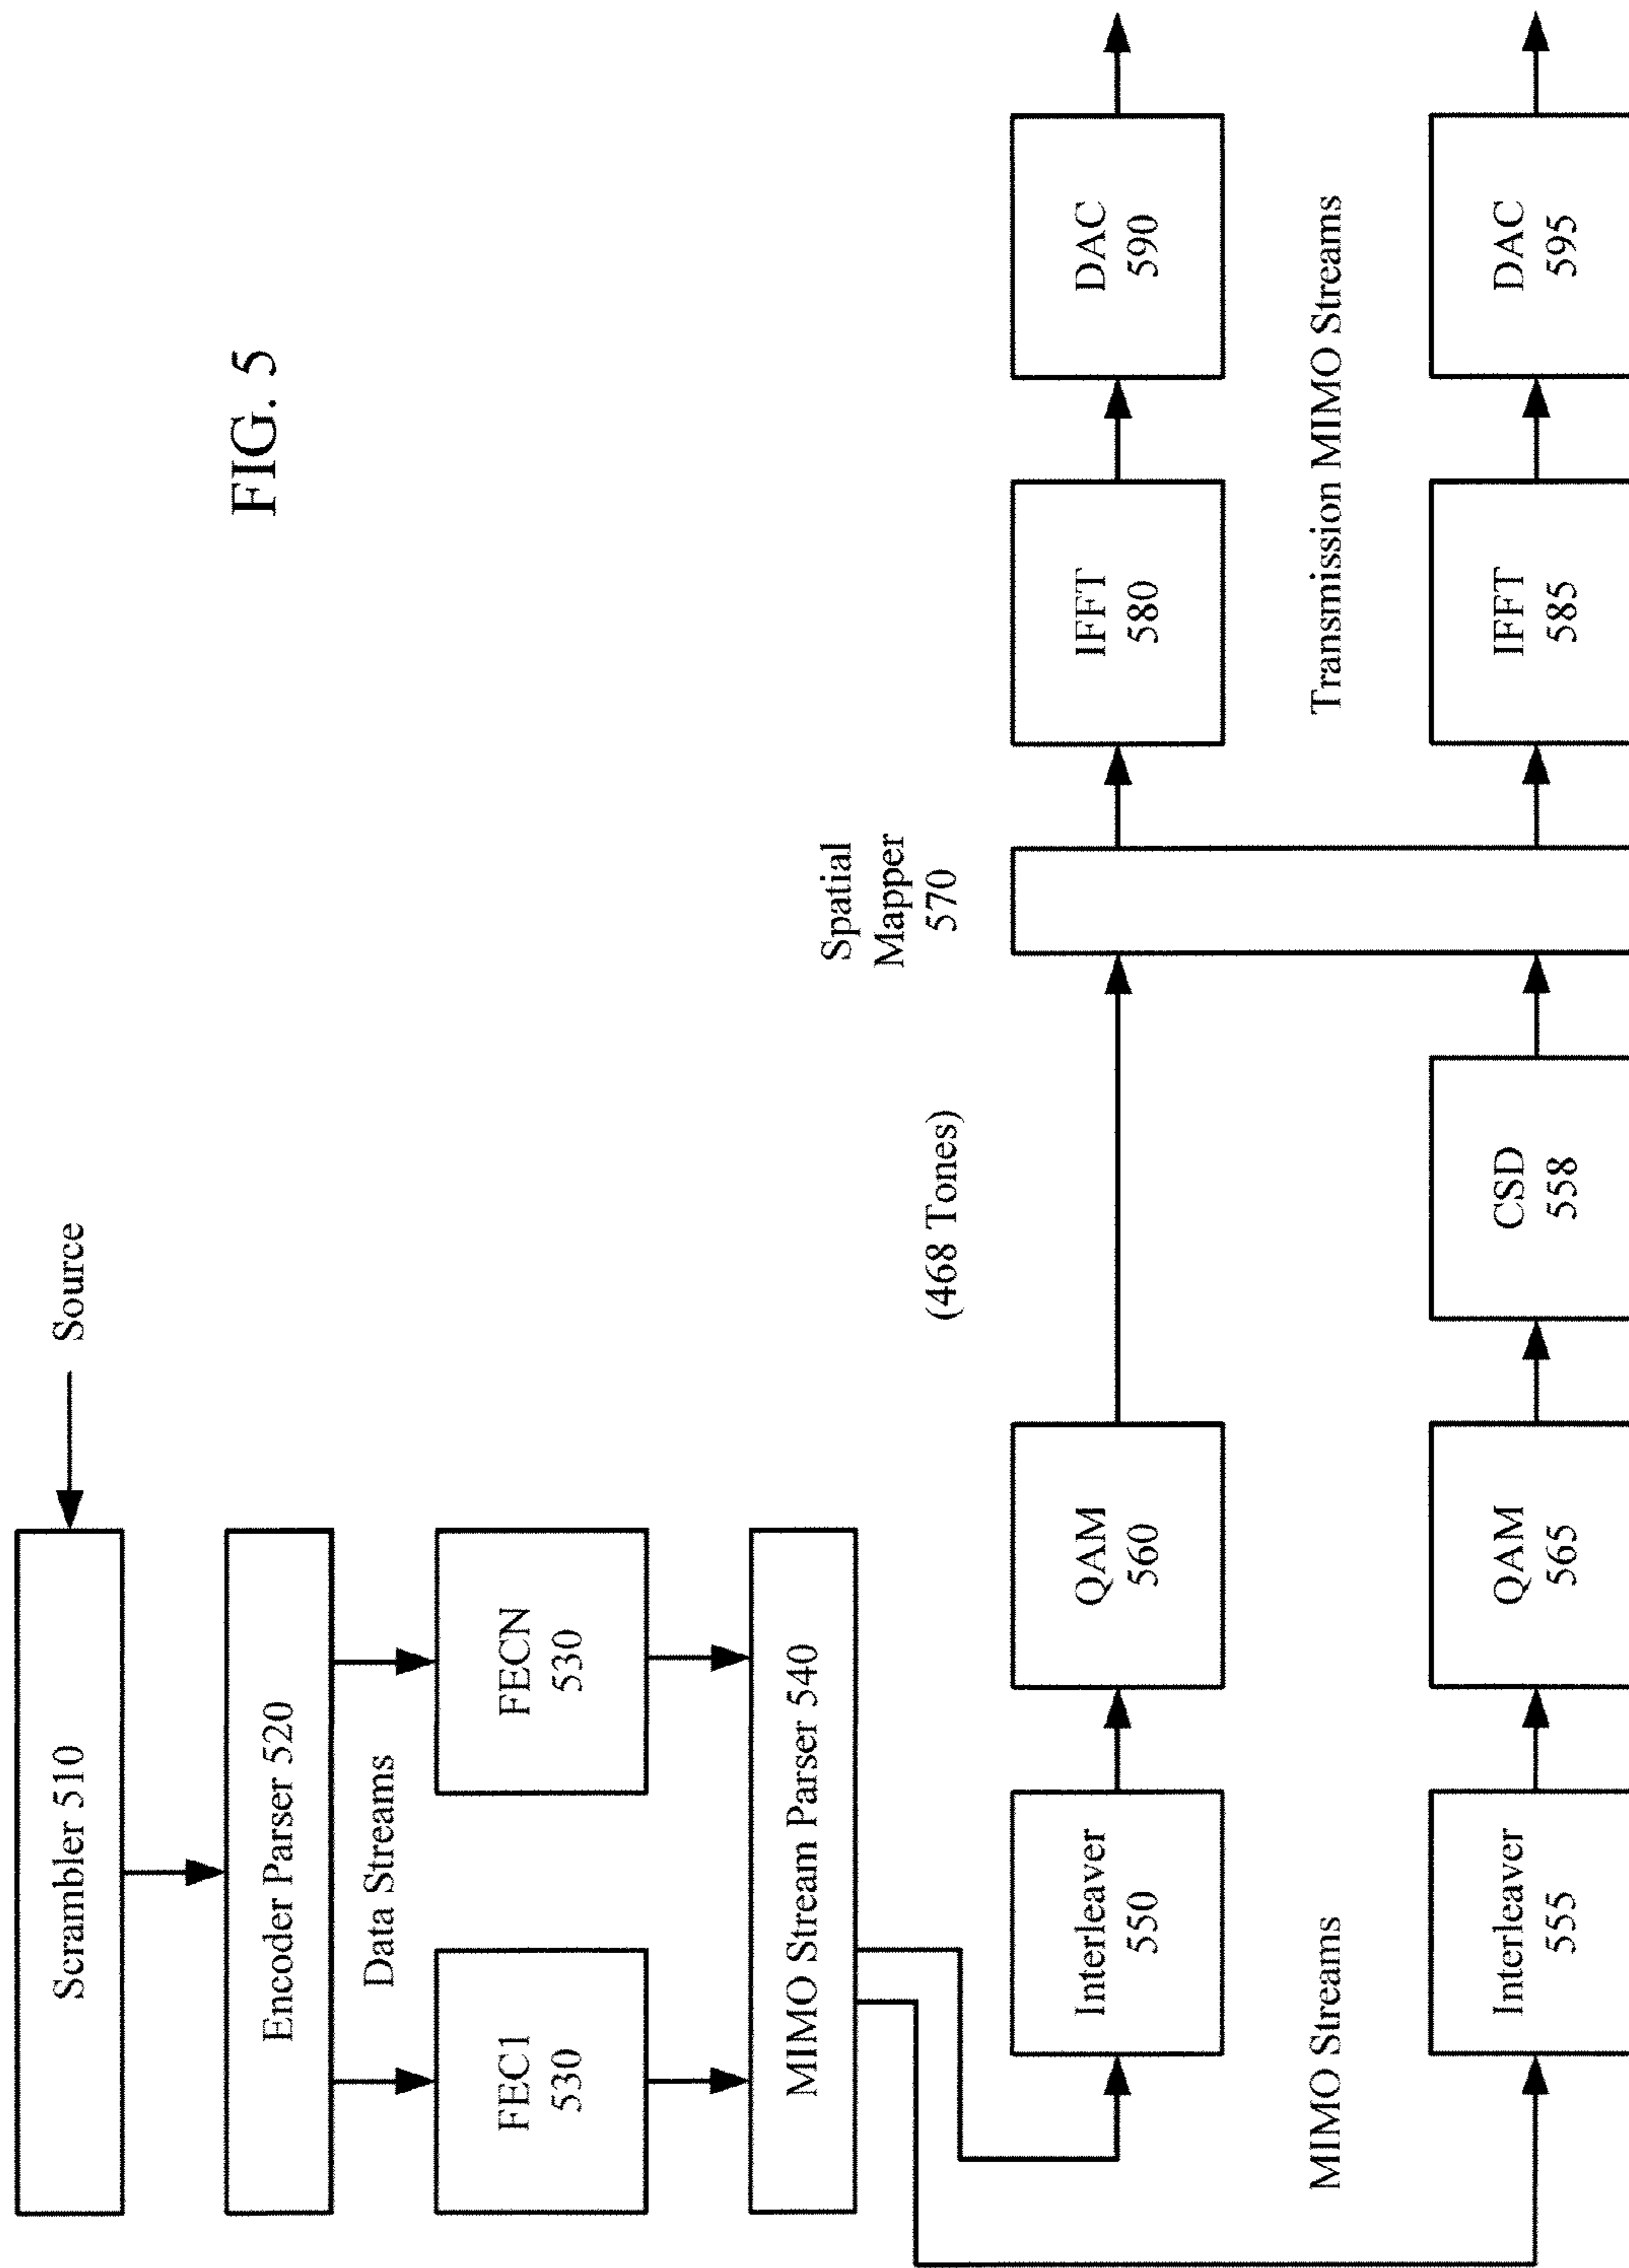 FIG. 5
Source
Scrambler 510
Encoder Parser 520
Data Streams
FEC1
530
FECN
530
MIMO Stream Parser 540
MIMO Streams
Interleaver
550
QAM
560
(468 Tones)
Spatial
Mapper
570
IFFT
580
DAC
590
Interleaver
555
QAM
565
CSD
558
IFFT
585
DAC
595
Transmission MIMO Streams